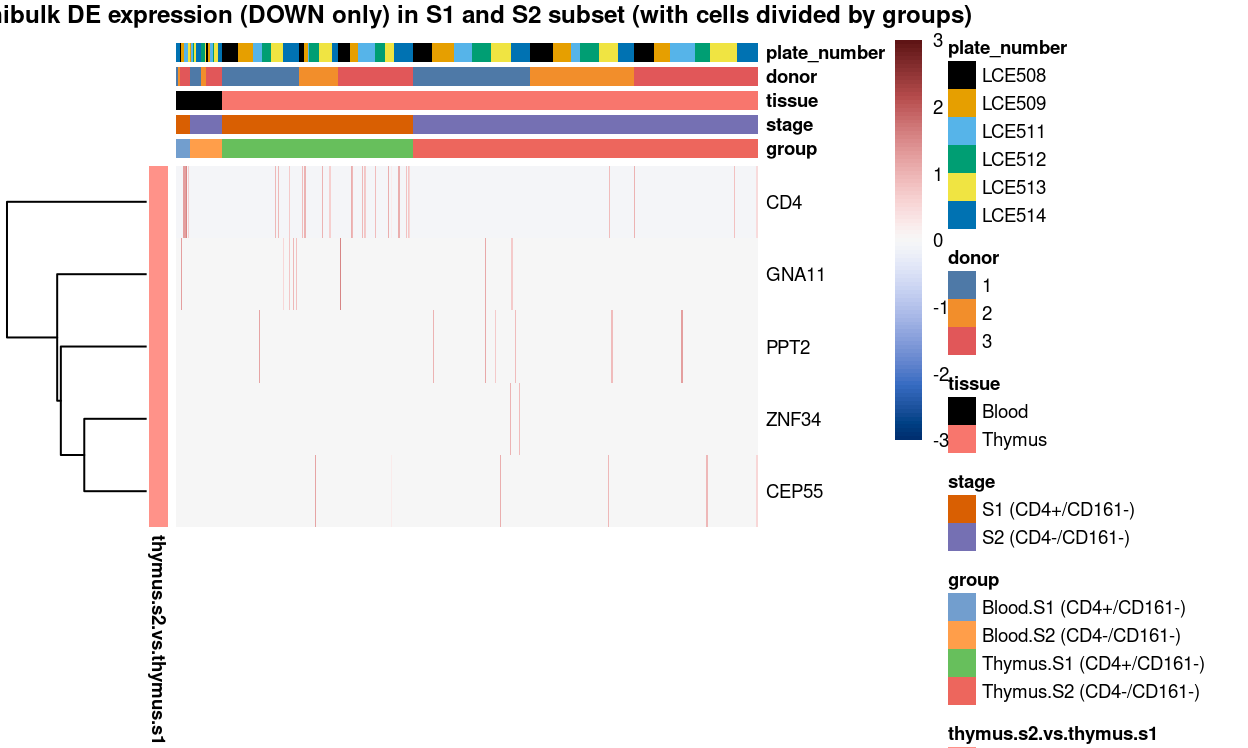 DE expression (DOWN only) in S1 and S2 subset (with cells divided by groups)
plate_number
donor
tissue
stage
group
CD4
GNA11
PPT2
ZNF34
CEP55
thymus.s2.vs.thymus.s1
3
2
1
0
-1
-2
-3
plate_number
LCE508
LCE509
LCE511
LCE512
LCE513
LCE514
donor
1
2
3
tissue
Blood
Thymus
stage
S1 (CD4+/CD161-)
S2 (CD4-/CD161-)
group
Blood.S1 (CD4+/CD161-)
Blood.S2 (CD4-/CD161-)
Thymus.S1 (CD4+/CD161-)
Thymus.S2 (CD4-/CD161-)
thymus.s2.vs.thymus.s1